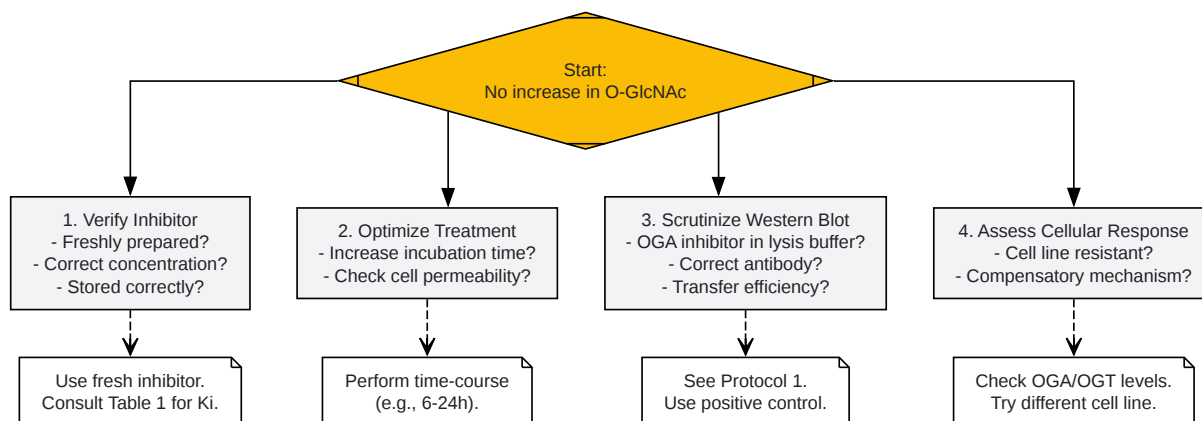 Start:
No increase in O-GlcNAc
1. Verify Inhibitor
- Freshly prepared?
- Correct concentration?
- Stored correctly?
2. Optimize Treatment
- Increase incubation time?
- Check cell permeability?
3. Scrutinize Western Blot
- OGA inhibitor in lysis buffer?
- Correct antibody?
- Transfer efficiency?
4. Assess Cellular Response
- Cell line resistant?
- Compensatory mechanism?
Use fresh inhibitor.
Consult Table 1 for Ki.
Perform time-course
(e.g., 6-24h).
See Protocol 1.
Use positive control.
Check OGA/OGT levels.
Try different cell line.